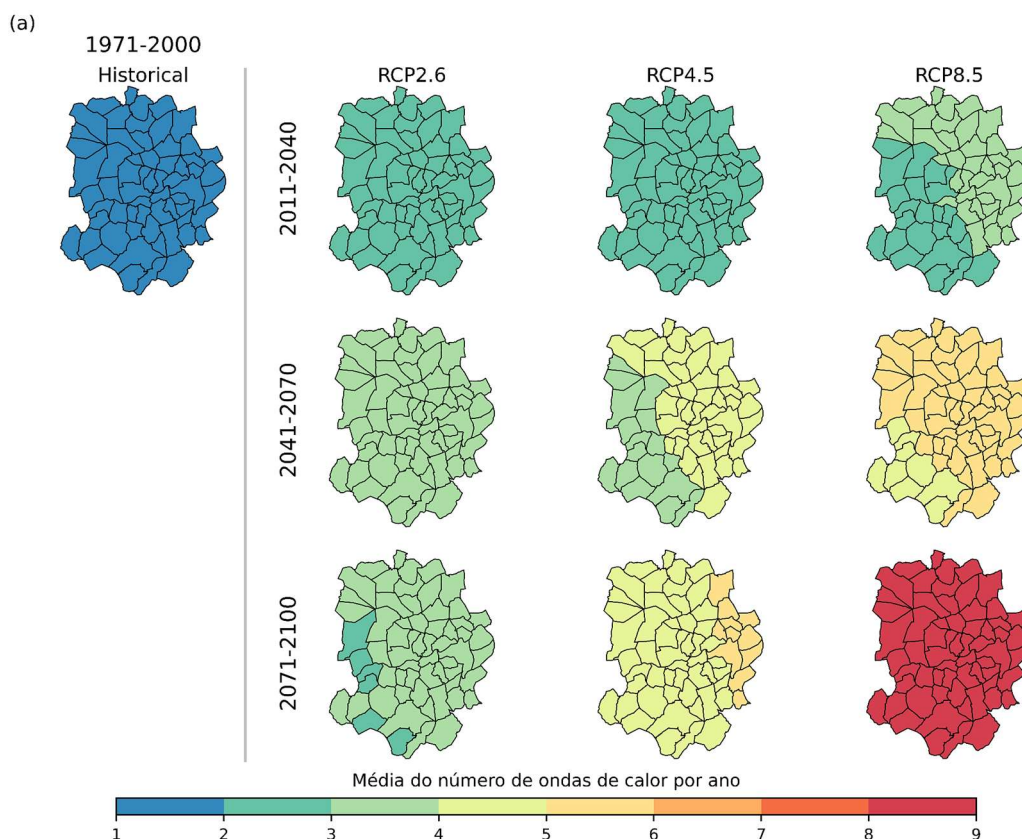 (a)
1971-2000
Historical
RCP2.6
RCP4.5
RCP8.5
2011-2040
2041-2070
2071-2100
Média do número de ondas de calor por ano
1 2 3 4 5 6 7 8 9